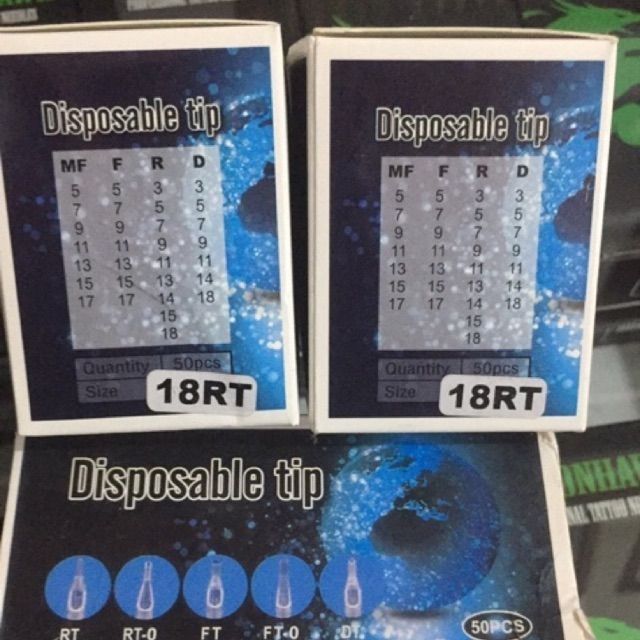 Disposable tip
MF F R D
5 5 3 3
7 7 5 5
9 9 7 7
11 11 9 9
13 13 11 11
15 15 13 14
17 17 14 18
15
18
Quantity 50pcs
Size 18RT
Disposable tip
MF F R D
5 5 3 3
7 7 5 5
9 9 7 7
11 11 9 9
13 13 11 11
15 15 13 14
17 17 14 18
15
18
Quantity 50pcs
Size 18RT
Disposable tip
RT RT-0 FT FT-0 DT
50PCS